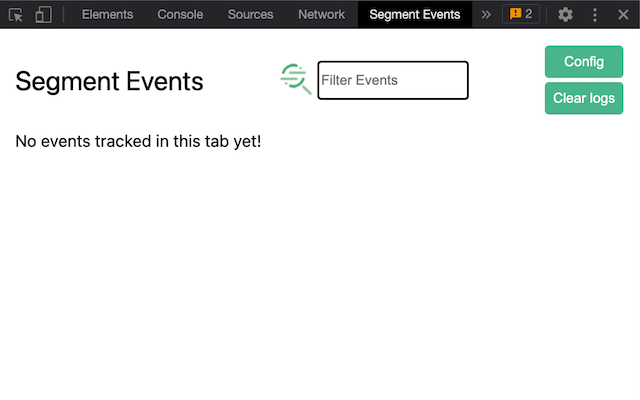 Elements Console Sources Network Segment Events » 2
Config
Segment Events Filter Events
Clear logs
No events tracked in this tab yet!